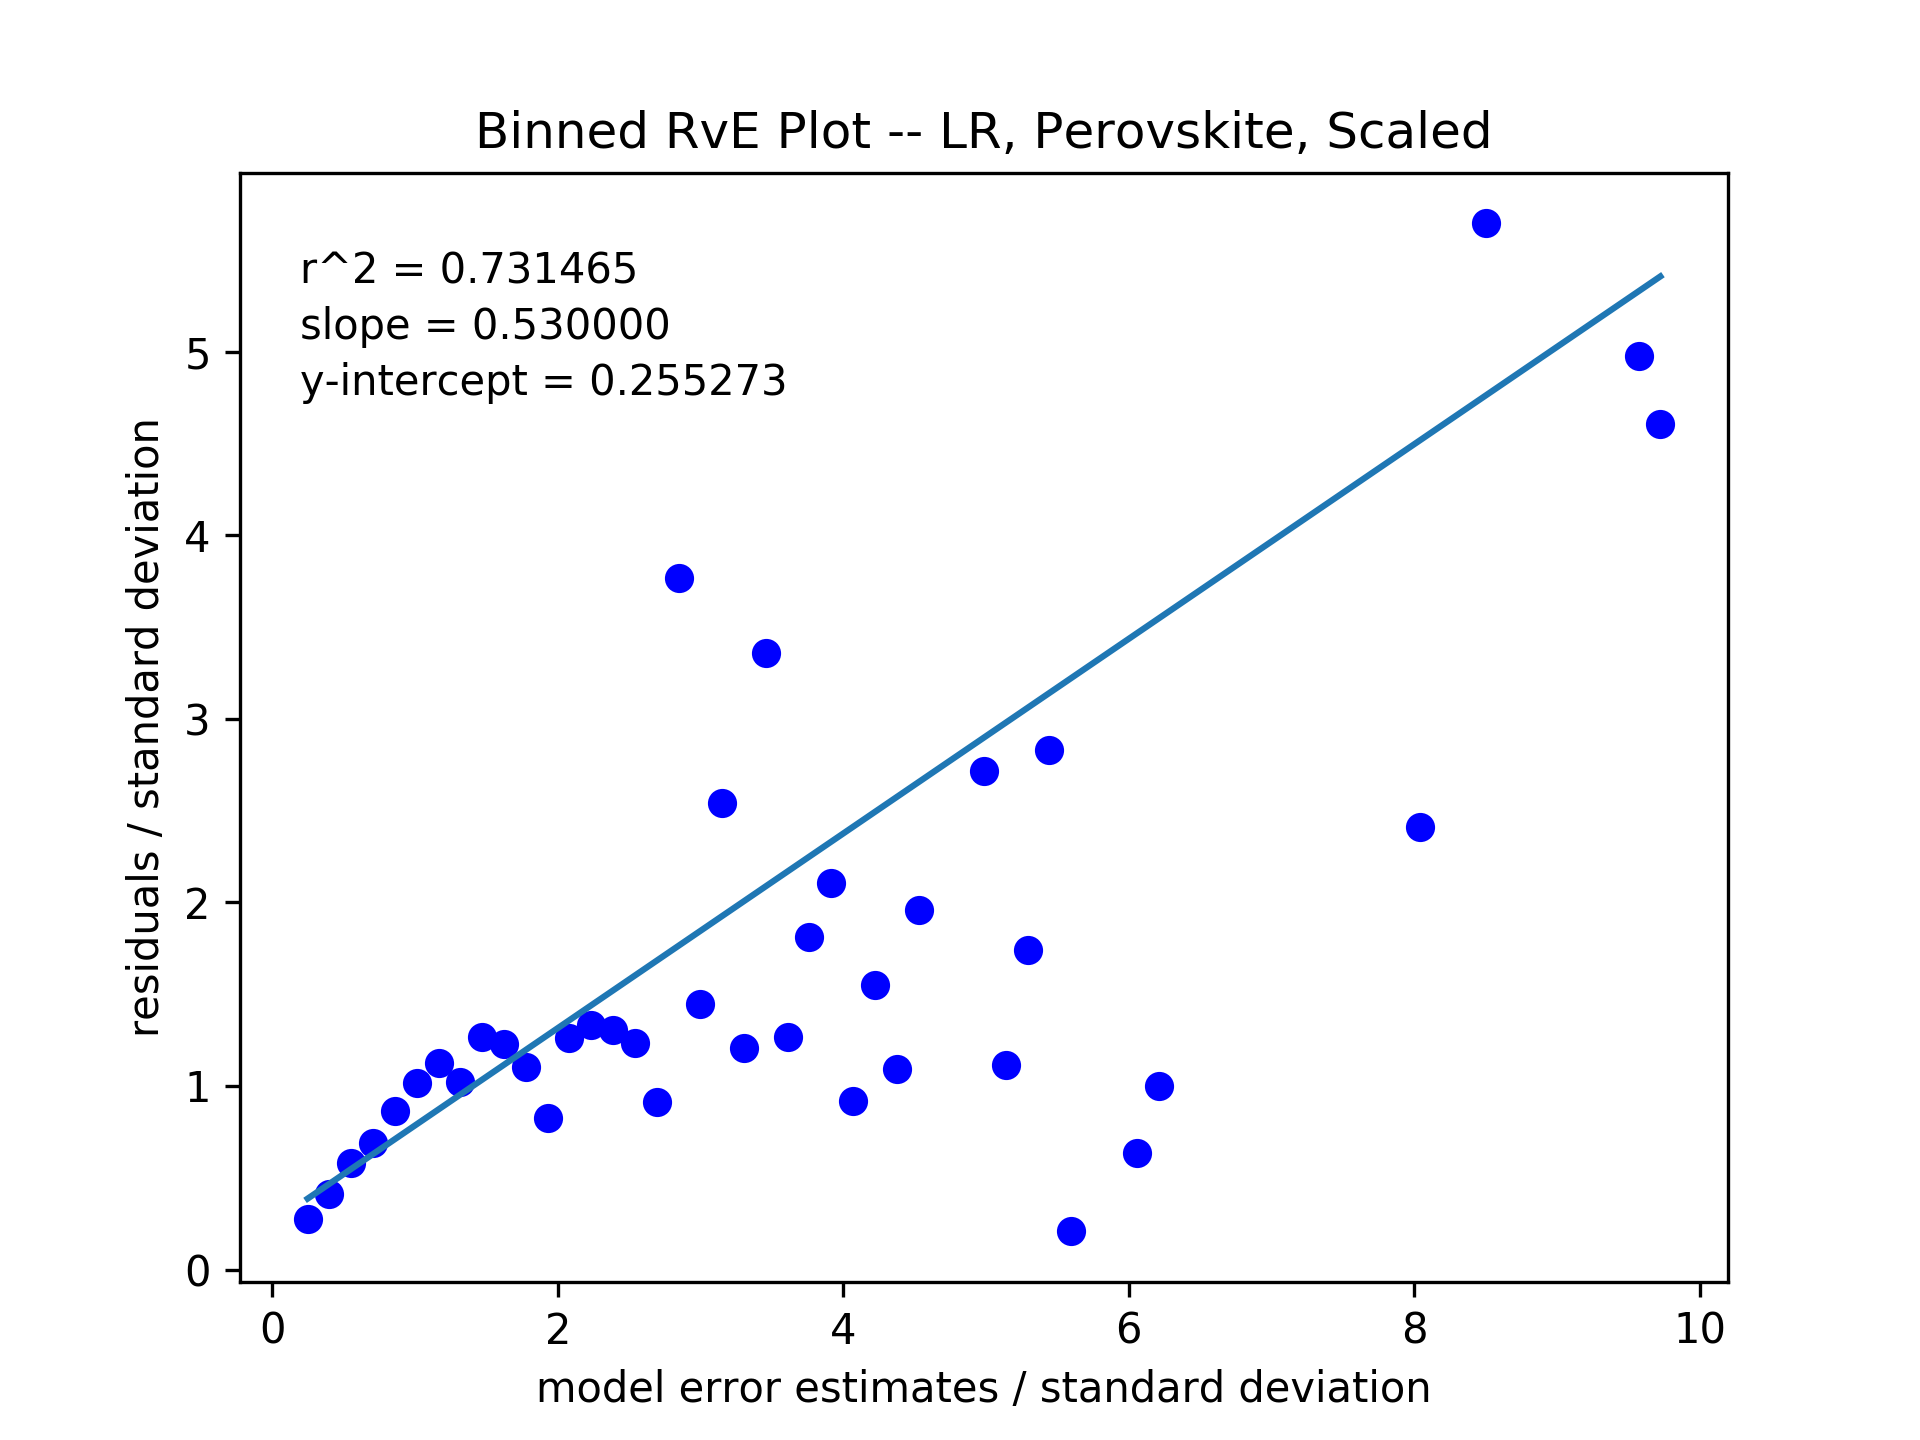 Binned RvE Plot -- LR, Perovskite, Scaled
r^2 = 0.731465
slope = 0.530000
y-intercept = 0.255273
residuals / standard deviation
5
4
3
2
1
0
0 2 4 6 8 10
model error estimates / standard deviation